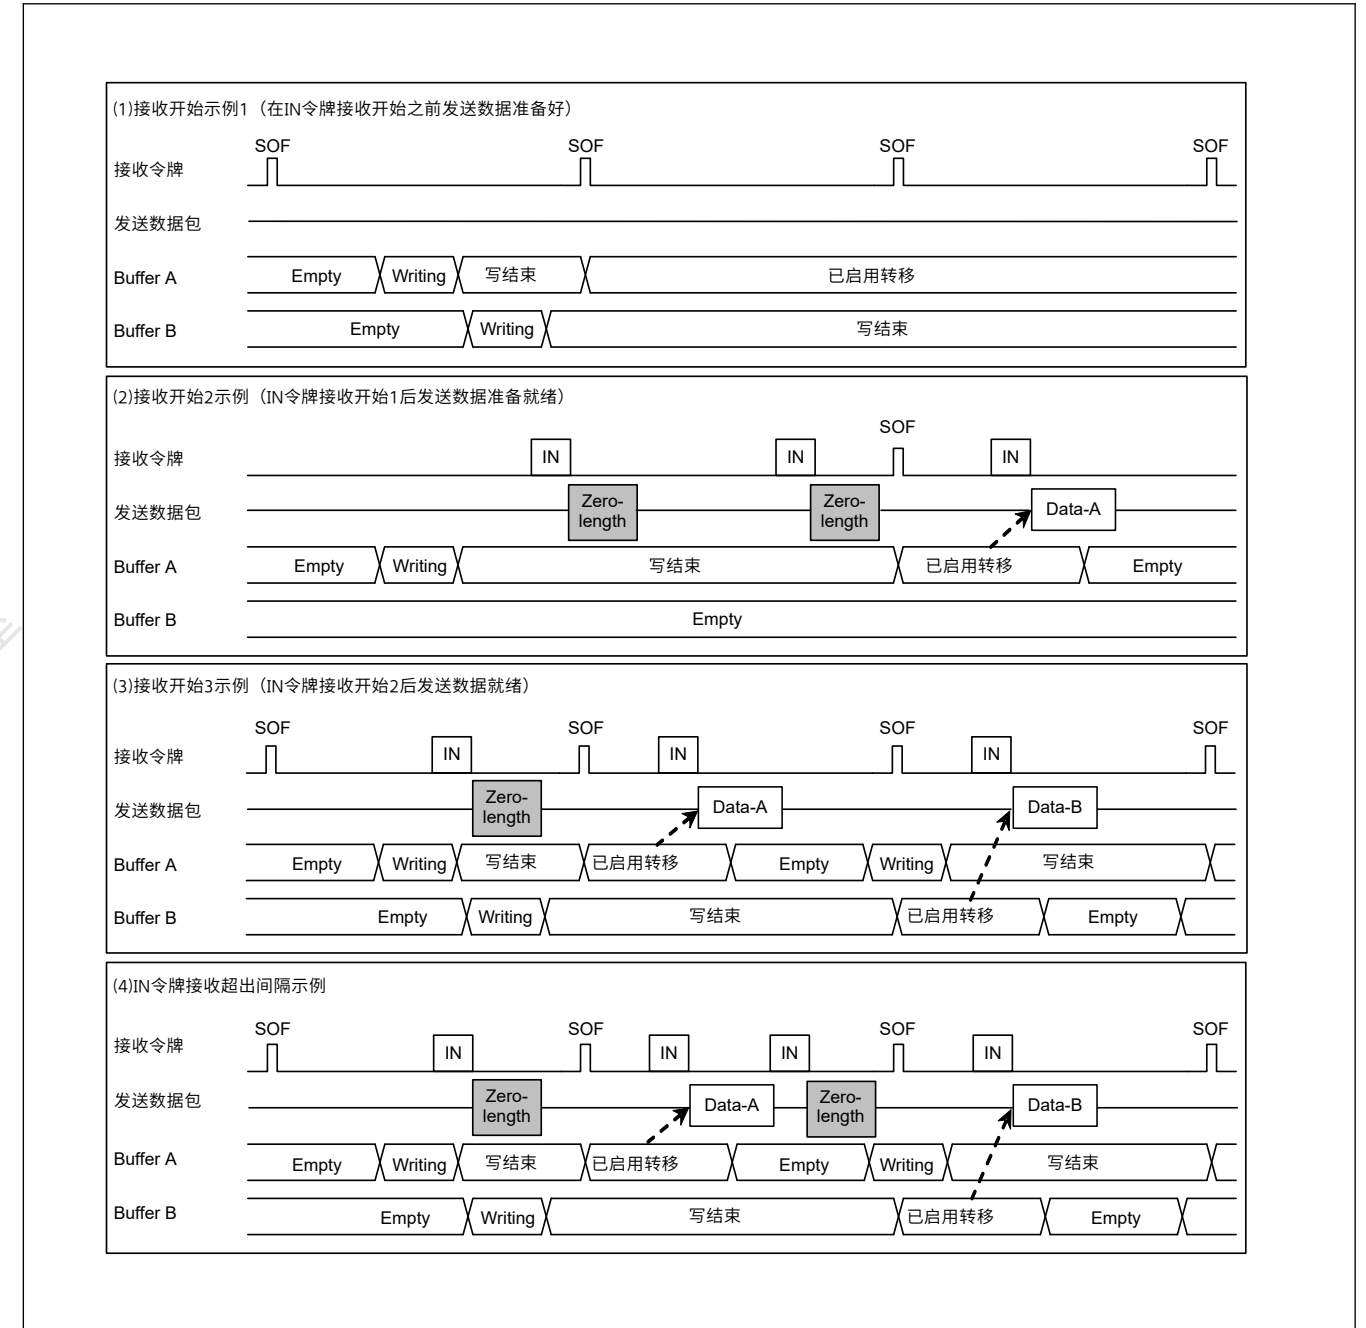 (1)接收开始示例1（在IN令牌接收开始之前发送数据准备好）
SOF SOF SOF SOF
接收令牌
发送数据包
Buffer A Empty Writing 写结束 已启用转移
Buffer B Empty Writing 写结束
(2)接收开始2示例（IN令牌接收开始1后发送数据准备就绪）
SOF
接收令牌 IN IN IN
发送数据包 Zero-length Zero-length Data-A
Buffer A Empty Writing 写结束 已启用转移 Empty
Buffer B Empty
(3)接收开始3示例（IN令牌接收开始2后发送数据就绪）
SOF SOF SOF SOF
接收令牌 IN IN IN
发送数据包 Zero-length Data-A Data-B
Buffer A Empty Writing 写结束 已启用转移 Empty Writing 写结束
Buffer B Empty Writing 写结束 已启用转移 Empty
(4)IN令牌接收超出间隔示例
SOF SOF SOF SOF
接收令牌 IN IN IN IN
发送数据包 Zero-length Data-A Zero-length Data-B
Buffer A Empty Writing 写结束 已启用转移 Empty Writing 写结束
Buffer B Empty Writing 写结束 已启用转移 Empty